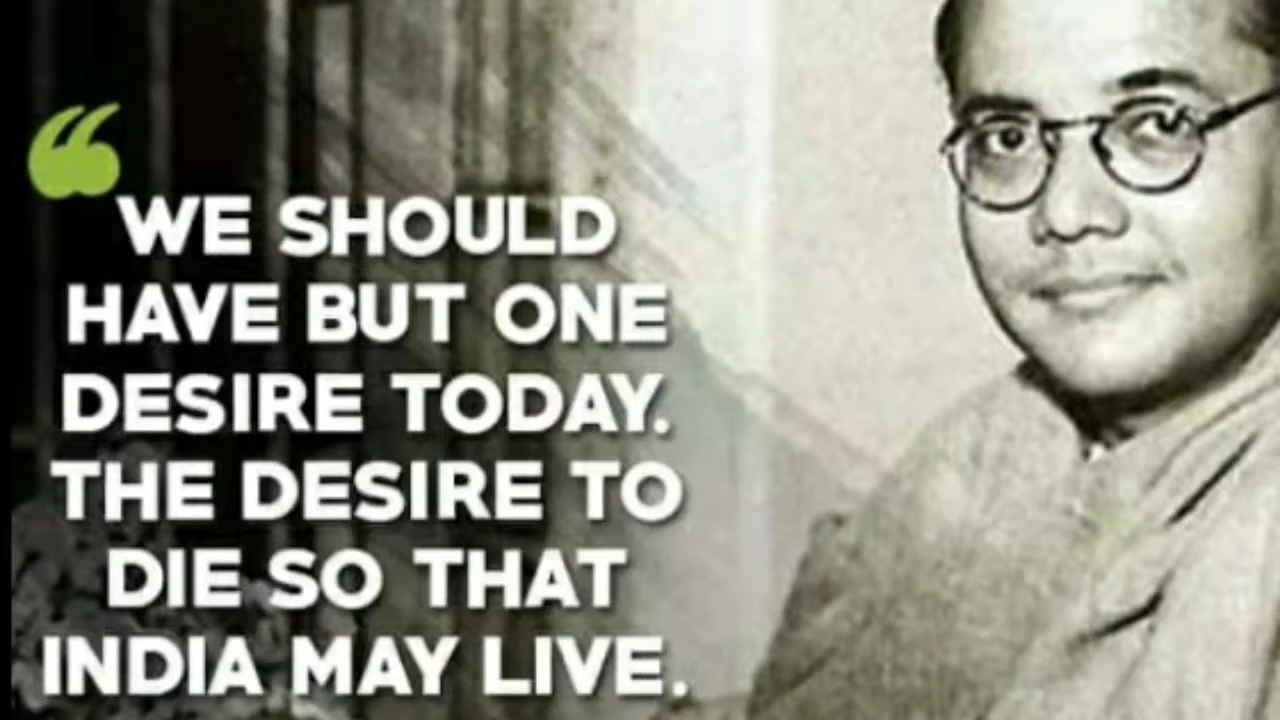 “
WE SHOULD
HAVE BUT ONE
DESIRE TODAY.
THE DESIRE TO
DIE SO THAT
INDIA MAY LIVE.